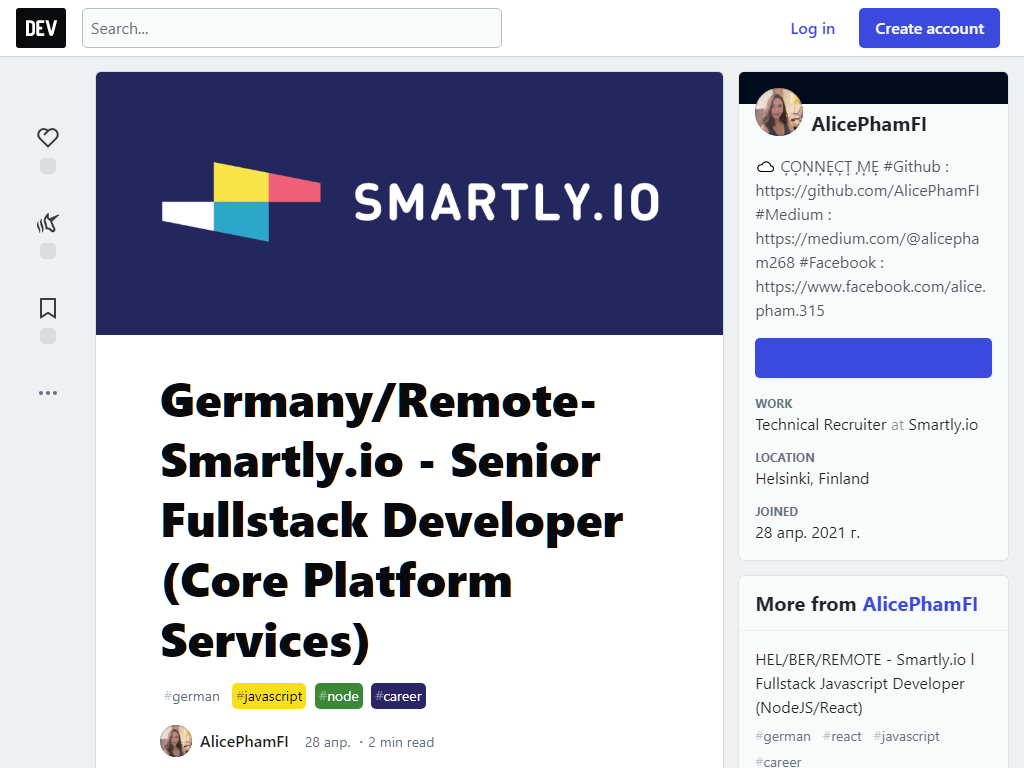 DEV
Search...
Log in
Create account
SMARTLY.IO
Germany/Remote-
Smartly.io - Senior
Fullstack Developer
(Core Platform
Services)
#german #javascript #node #career
AlicePhamFI 28 апр. · 2 min read
AlicePhamFI
ÇǪŅŅĘÇŢ ,MĘ #Github :
https://github.com/AlicePhamFI
#Medium :
https://medium.com/@alicepha
m268 #Facebook :
https://www.facebook.com/alice.
pham.315
WORK
Technical Recruiter at Smartly.io
LOCATION
Helsinki, Finland
JOINED
28 апр. 2021 г.
More from AlicePhamFI
HEL/BER/REMOTE - Smartly.io l
Fullstack Javascript Developer
(NodeJS/React)
#german #react #javascript
#career